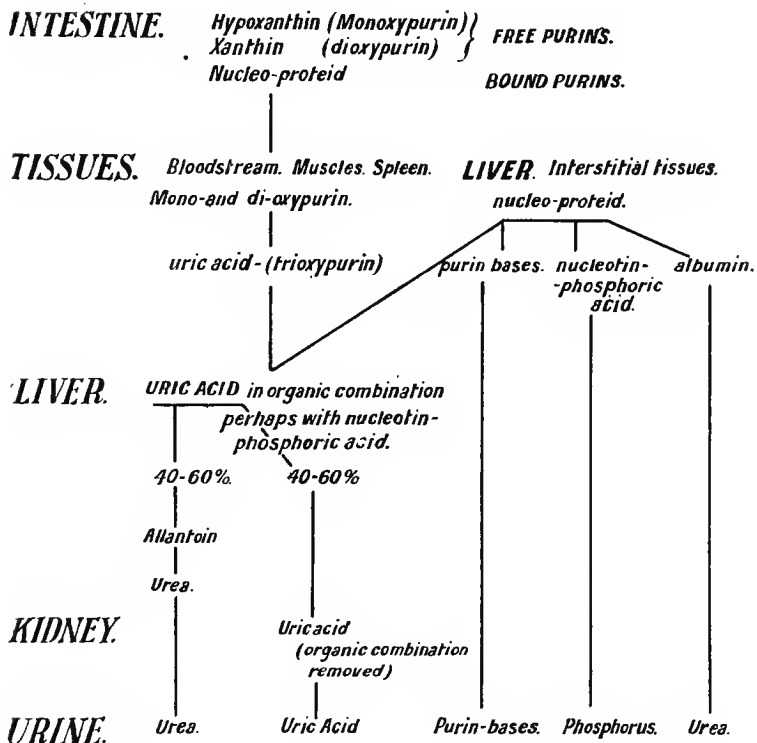 INTESTINE. Hypoxanthin (Monoxypurin)
Xanthin (dioxypurin) } FREE PURINS.
Nucleo-proteid BOUND PURINS.
TISSUES. Bloodstream. Muscles. Spleen. LIVER. Interstitial tissues.
Mono-and di-oxypurin. nucleo-proteid.
uric acid-(trioxypurin) purin bases. nucleotin- albumin.
-phosphoric
acid.
LIVER. URIC ACID in organic combination
perhaps with nucleotin-
phosphoric acid.
40-60%. 40-60%
Allantoin
Urea.
KIDNEY. Uric acid
(organic combination
removed)
URINE. Urea. Uric Acid Purin-bases. Phosphorus. Urea.